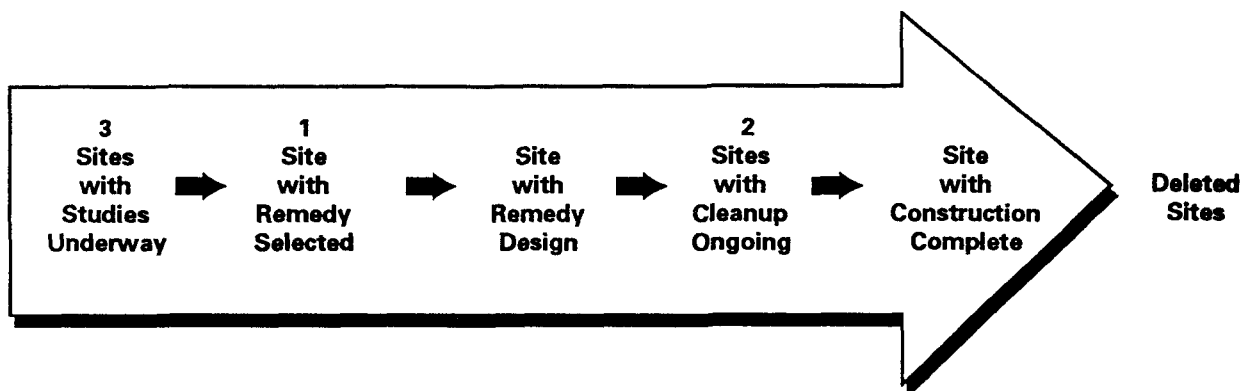 3
Sites
with
Studies
Underway
1
Site
with
Remedy
Selected
Site
with
Remedy
Design
2
Sites
with
Cleanup
Ongoing
Site
with
Construction
Complete
Deleted
Sites